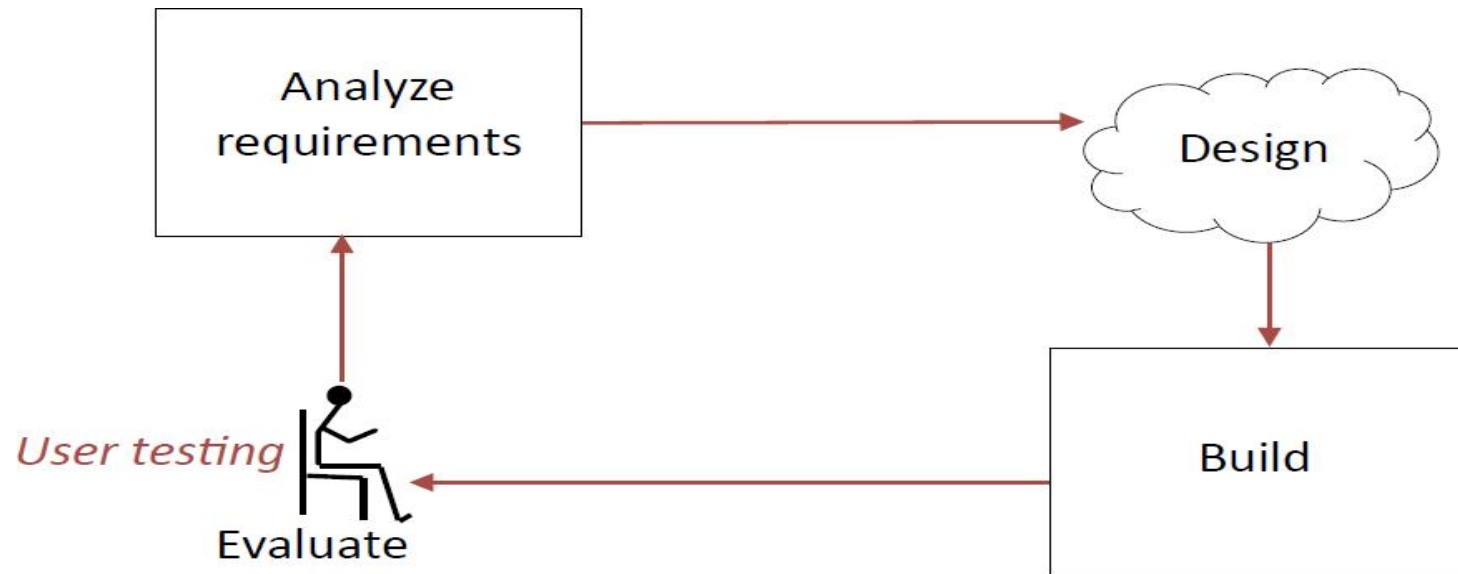 Analyze
requirements
Design
User testing
Build
Evaluate